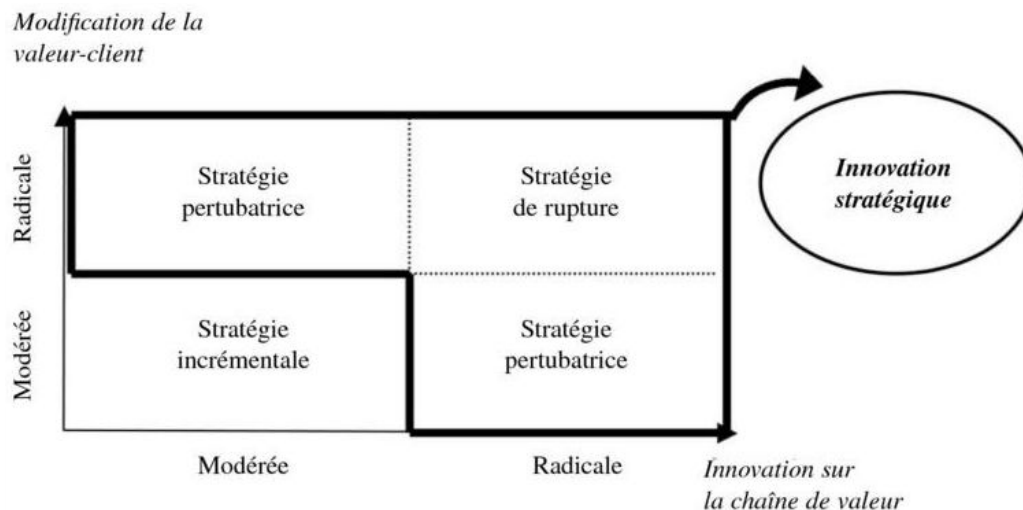 Modification de la
valeur-client
Radicale
Stratégie
pertubatrice
Stratégie
de rupture
Innovation
stratégique
Modérée
Stratégie
incrémentale
Stratégie
pertubatrice
Modérée
Radicale
Innovation sur
la chaîne de valeur